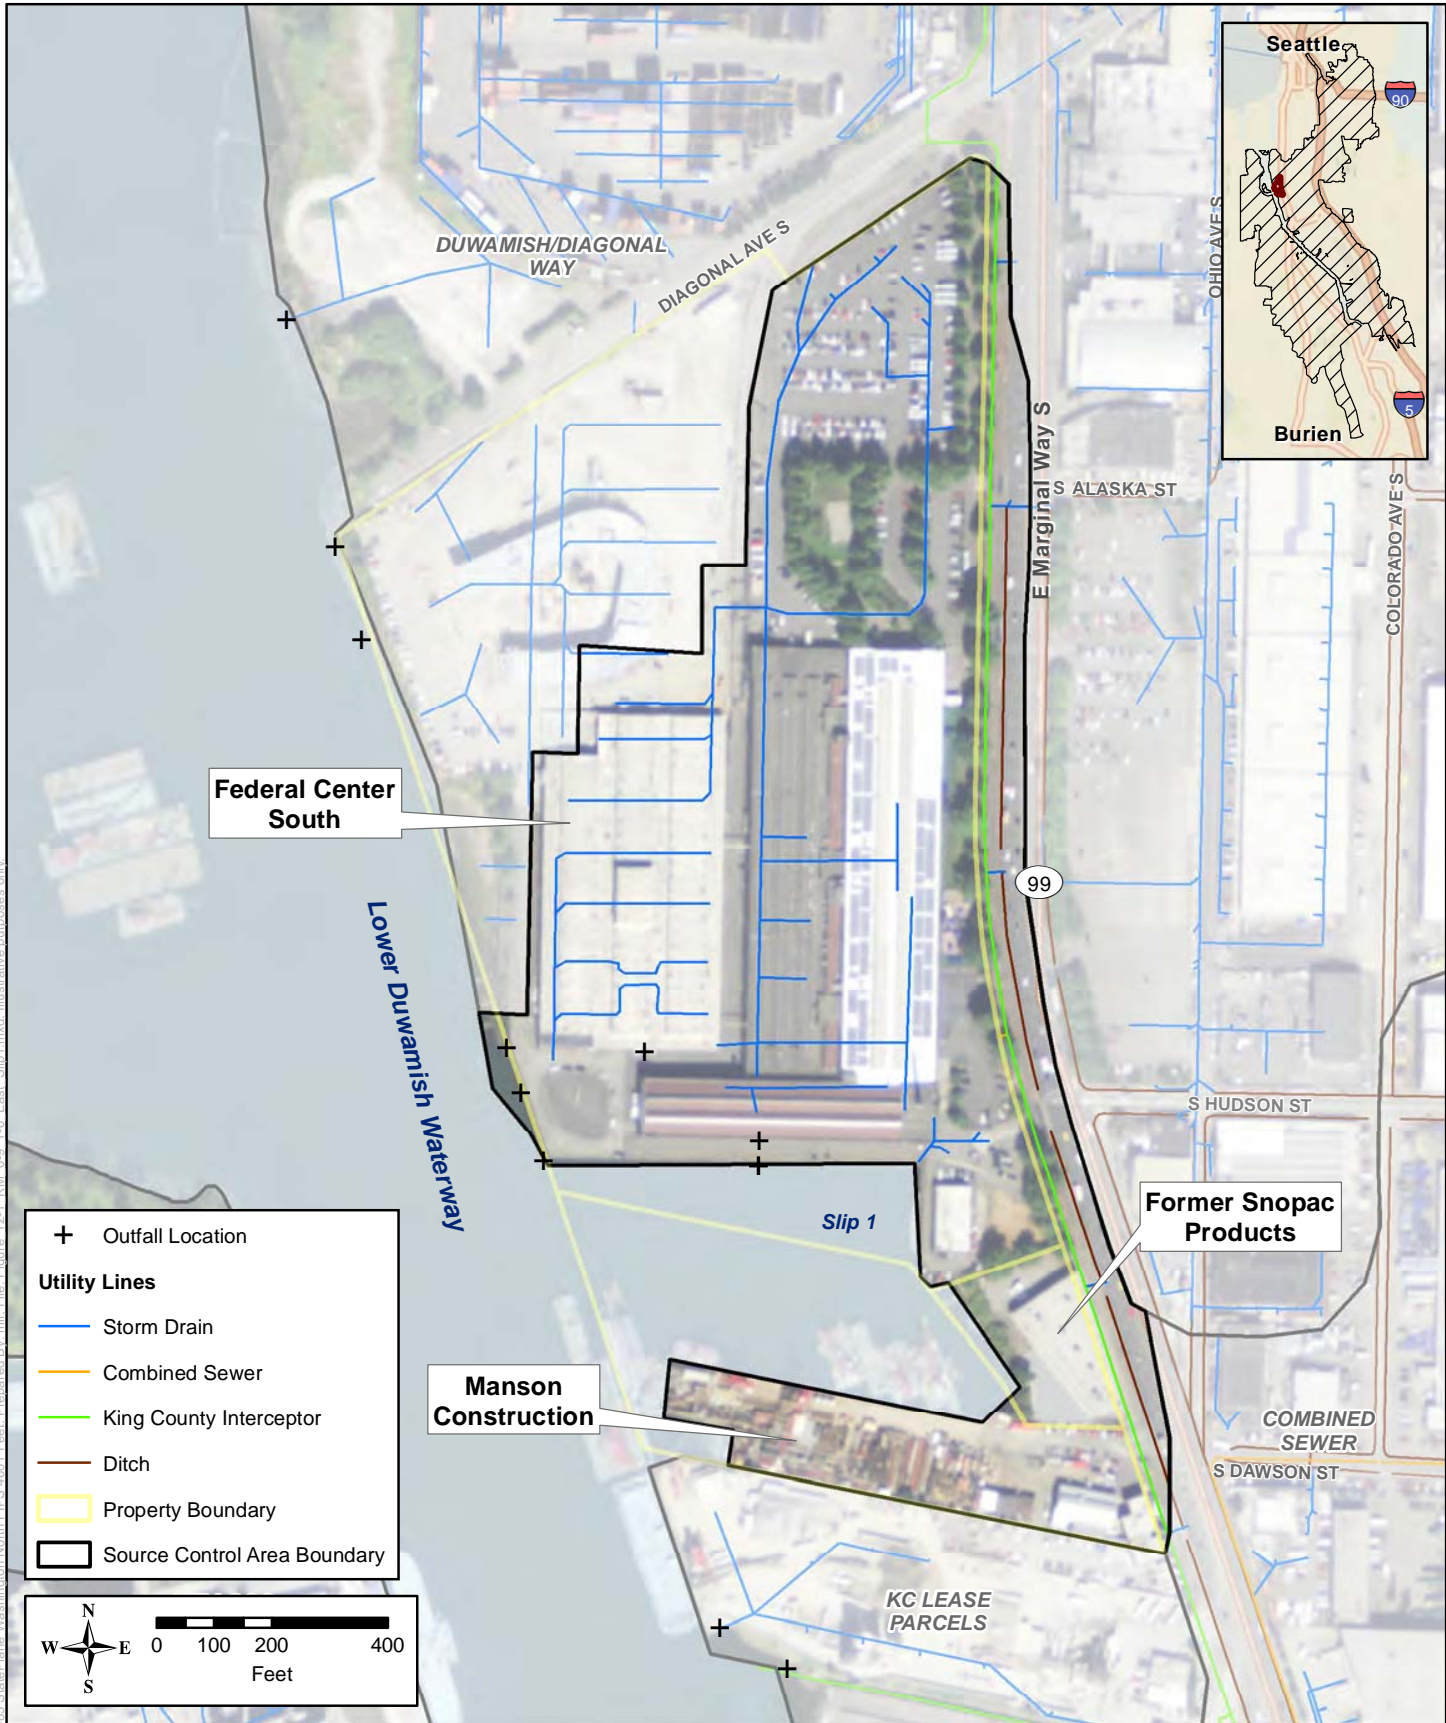 Seattle
90
5
Burien
DUWAMISH/DIAGONAL
WAY
DIAGONAL AVE S
OHIO AVE S
E Marginal Way S
S ALASKA ST
COLORADO AVE S
Federal Center
South
99
Lower Duwamish Waterway
S HUDSON ST
Former Snopac
Products
Slip 1
Manson
Construction
COMBINED
SEWER
S DAWSON ST
KC LEASE
PARCELS
Outfall Location
Utility Lines
Storm Drain
Combined Sewer
King County Interceptor
Ditch
Property Boundary
Source Control Area Boundary
N
W E
S
0 100 200 400
Feet